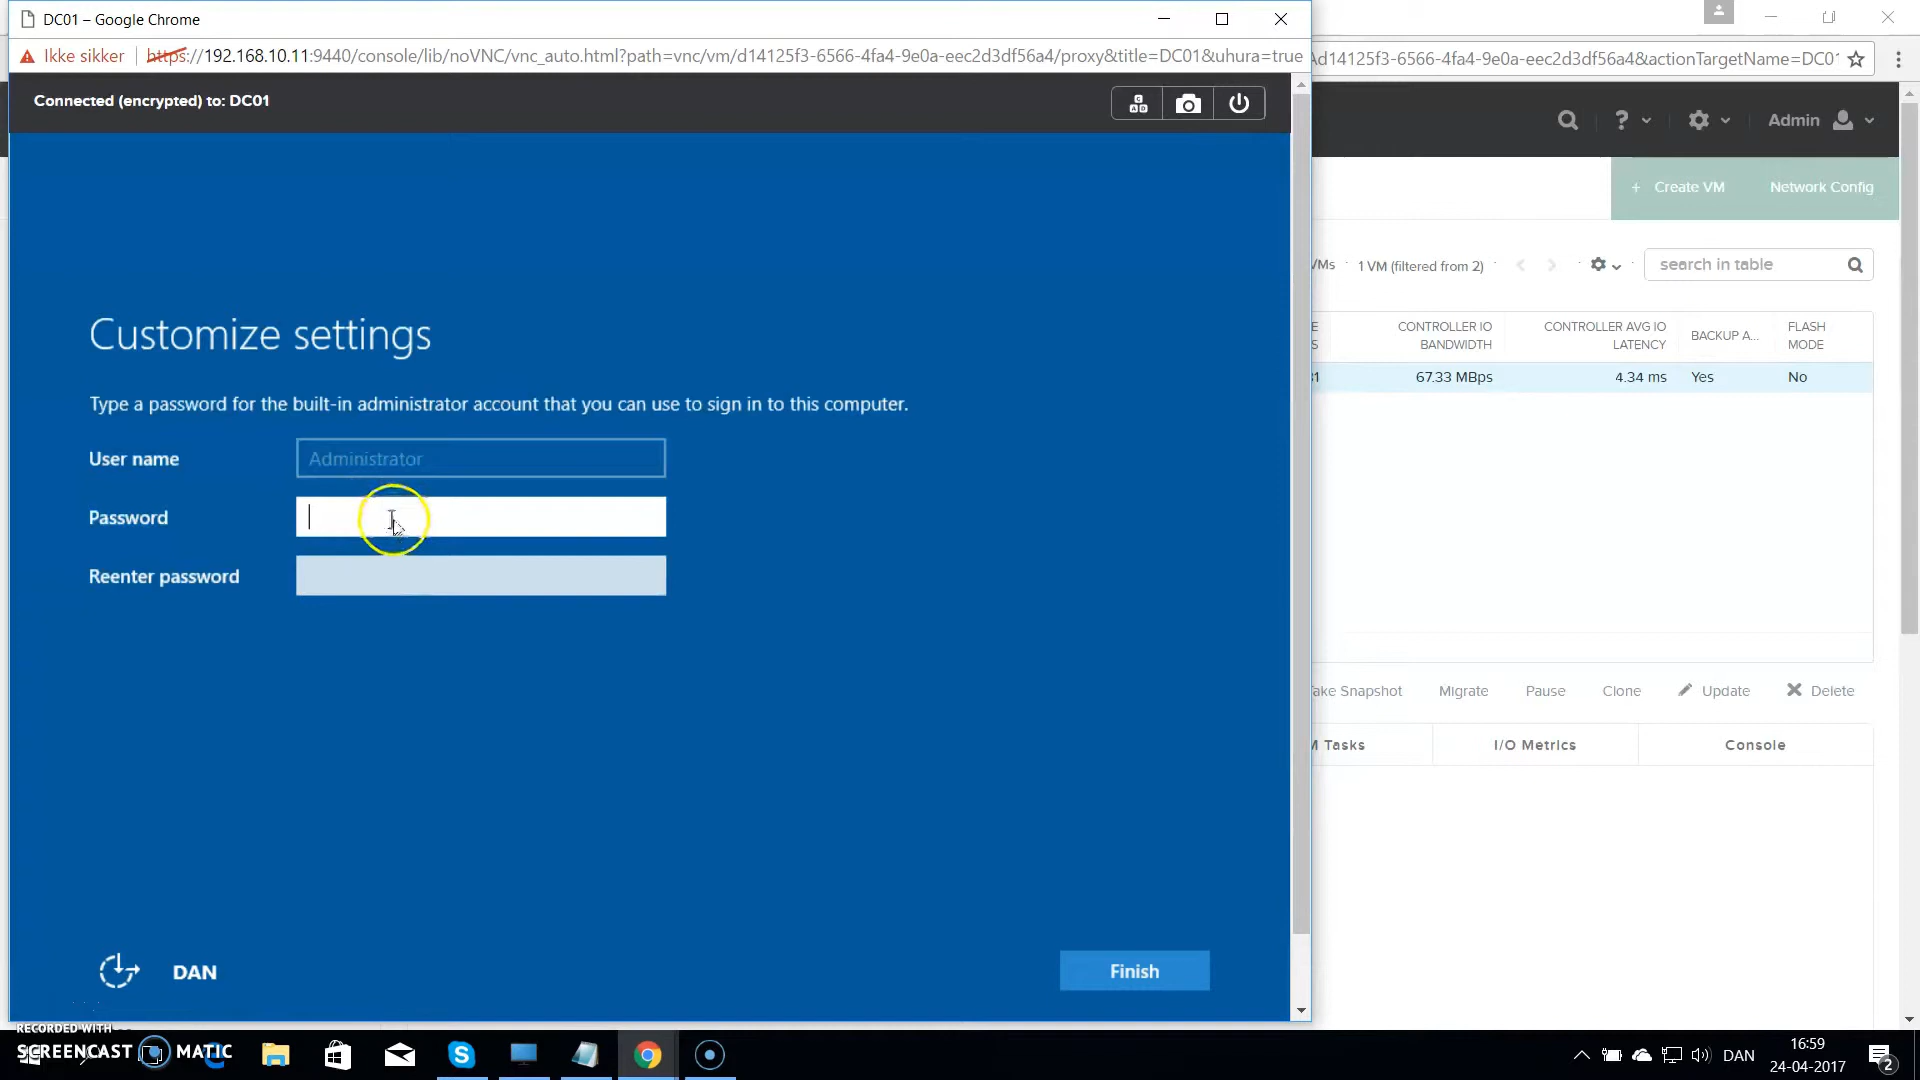 DC01 – Google Chrome
Ikke sikker https://192.168.10.11:9440/console/lib/noVNC/vnc_auto.html?path=vnc/vm/d14125f3-6566-4fa4-9e0a-eec2d3df56a4/proxy&title=DC01&uhura=true
d14125f3-6566-4fa4-9e0a-eec2d3df56a4&actionTargetName=DC01
Connected (encrypted) to: DC01
Admin
+ Create VM Network Config
VMs · 1 VM (filtered from 2) · search in table
CONTROLLER IO BANDWIDTH
CONTROLLER AVG IO LATENCY
BACKUP A...
FLASH MODE
67.33 MBps 4.34 ms Yes No
Customize settings
Type a password for the built-in administrator account that you can use to sign in to this computer.
User name Administrator
Password
Reenter password
Take Snapshot Migrate Pause Clone Update Delete
M Tasks I/O Metrics Console
DAN Finish
RECORDED WITH
SCREENCAST MATIC
DAN
16:59
24-04-2017
2